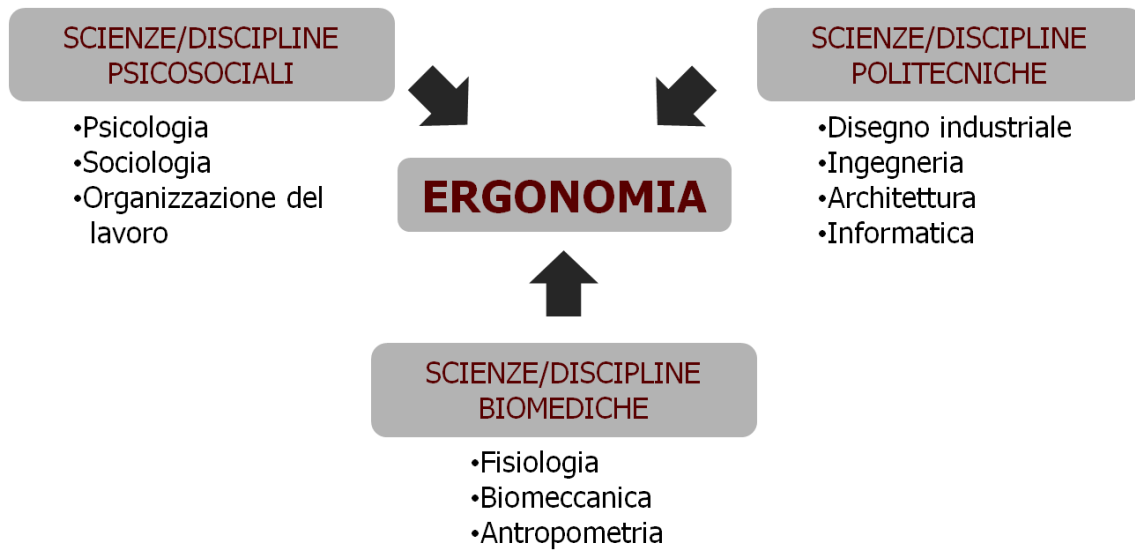 SCIENZE/DISCIPLINE
PSICOSOCIALI
•Psicologia
•Sociologia
•Organizzazione del
lavoro
SCIENZE/DISCIPLINE
POLITECNICHE
•Disegno industriale
•Ingegneria
•Architettura
•Informatica
ERGONOMIA
SCIENZE/DISCIPLINE
BIOMEDICHE
•Fisiologia
•Biomeccanica
•Antropometria